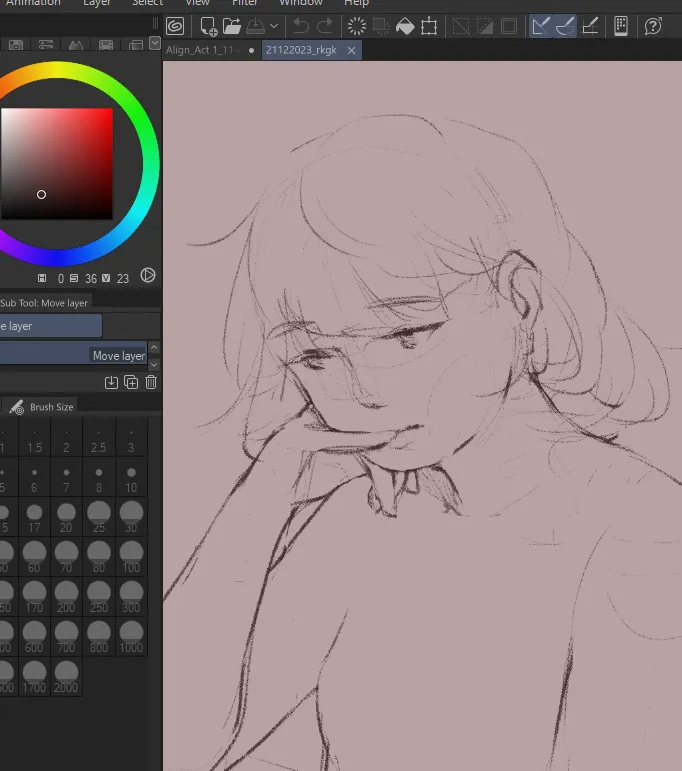 Animation Layer Select View Filter Window Help
Align_Act 1_11- 21122023_rkgk
0 S 36 V 23
Sub Tool: Move layer
e layer
Move layer
Brush Size
1 1.5 2 2.5 3
5 6 7 8 10
15 17 20 25 30
50 60 70 80 100
50 170 200 250 300
00 600 700 800 1000
500 1700 2000